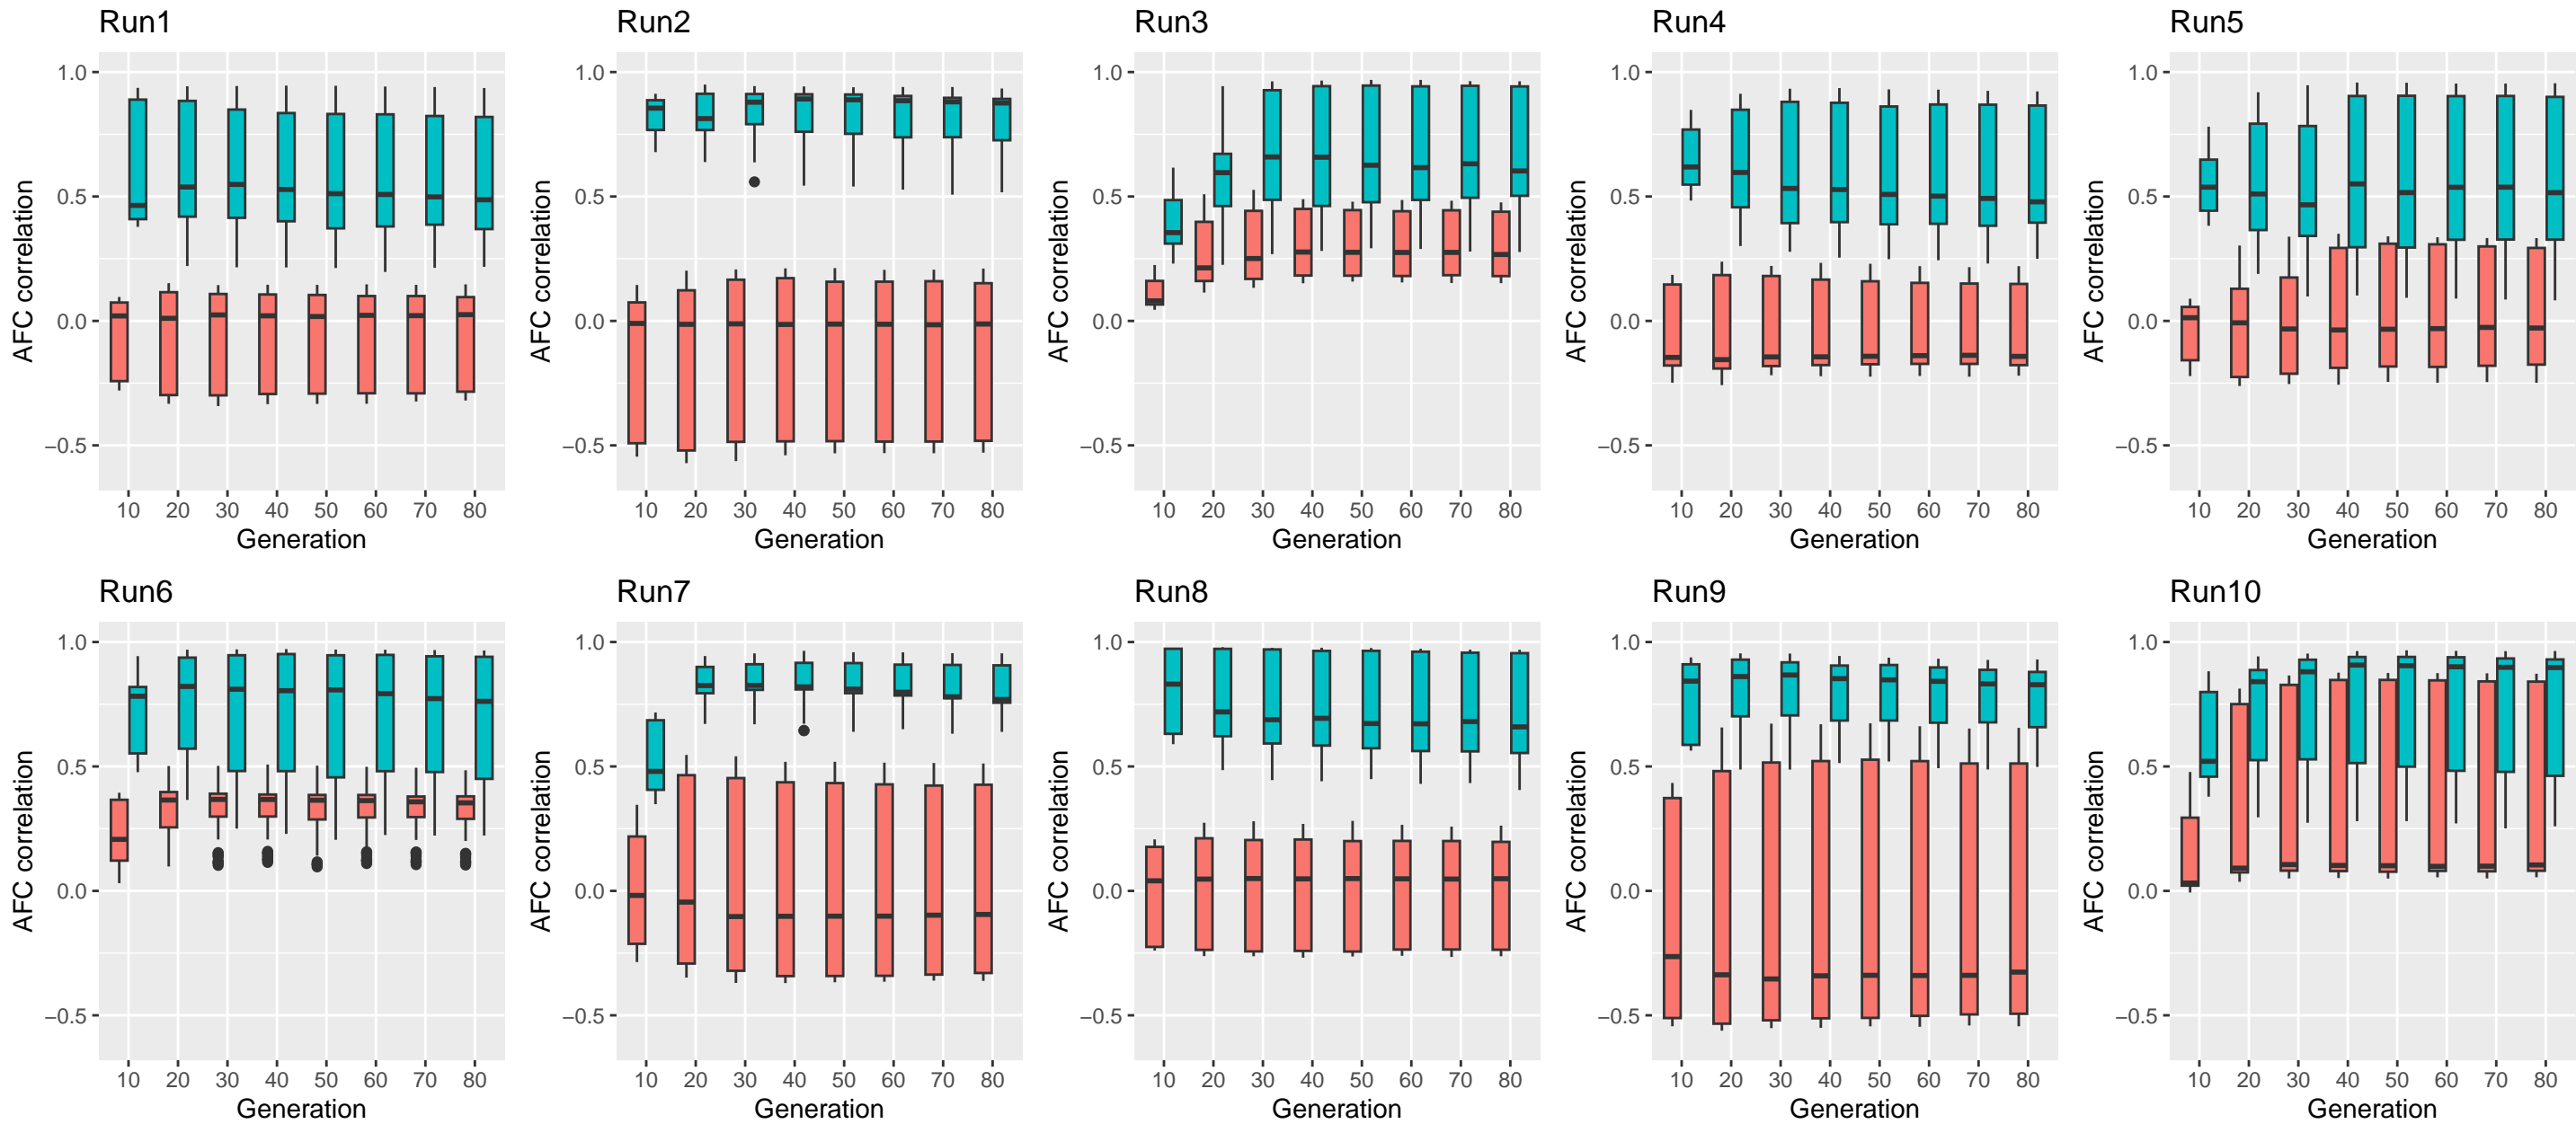 Run1 Run2 Run3 Run4 Run5
1.0 1.0 1.0 1.0 1.0
0.5 0.5 0.5 0.5 0.5
0.0 0.0 0.0 0.0 0.0
−0.5 −0.5 −0.5 −0.5 −0.5
AFC correlation AFC correlation AFC correlation AFC correlation AFC correlation
10 20 30 40 50 60 70 80 10 20 30 40 50 60 70 80 10 20 30 40 50 60 70 80 10 20 30 40 50 60 70 80 10 20 30 40 50 60 70 80
Generation Generation Generation Generation Generation
Run6 Run7 Run8 Run9 Run10
1.0 1.0 1.0 1.0 1.0
0.5 0.5 0.5 0.5 0.5
0.0 0.0 0.0 0.0 0.0
−0.5 −0.5 −0.5 −0.5 −0.5
AFC correlation AFC correlation AFC correlation AFC correlation AFC correlation
10 20 30 40 50 60 70 80 10 20 30 40 50 60 70 80 10 20 30 40 50 60 70 80 10 20 30 40 50 60 70 80 10 20 30 40 50 60 70 80
Generation Generation Generation Generation Generation